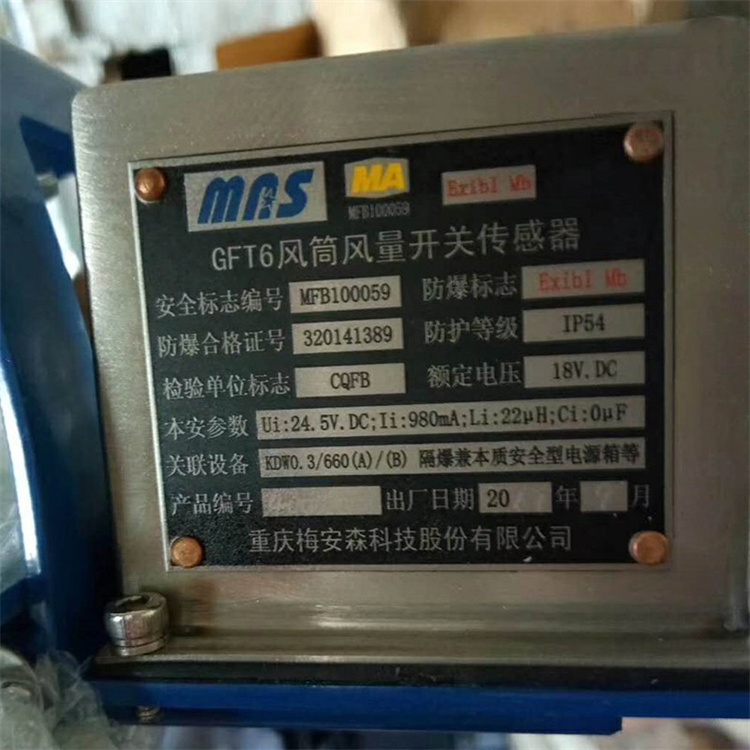 MAS MA ExibI Mb
MFB100059
GFT6风筒风量开关传感器
安全标志编号 MFB100059 防爆标志 ExibI Mb
防爆合格证号 320141389 防护等级 IP54
检验单位标志 CQFB 额定电压 18V.DC
本安参数 Ui:24.5V.DC;Ii:980mA;Li:22μH;Ci:0μF
关联设备 KDW0.3/660(A)/(B) 隔爆兼本质安全型电源箱等
产品编号 出厂日期 20 年 月
重庆梅安森科技股份有限公司